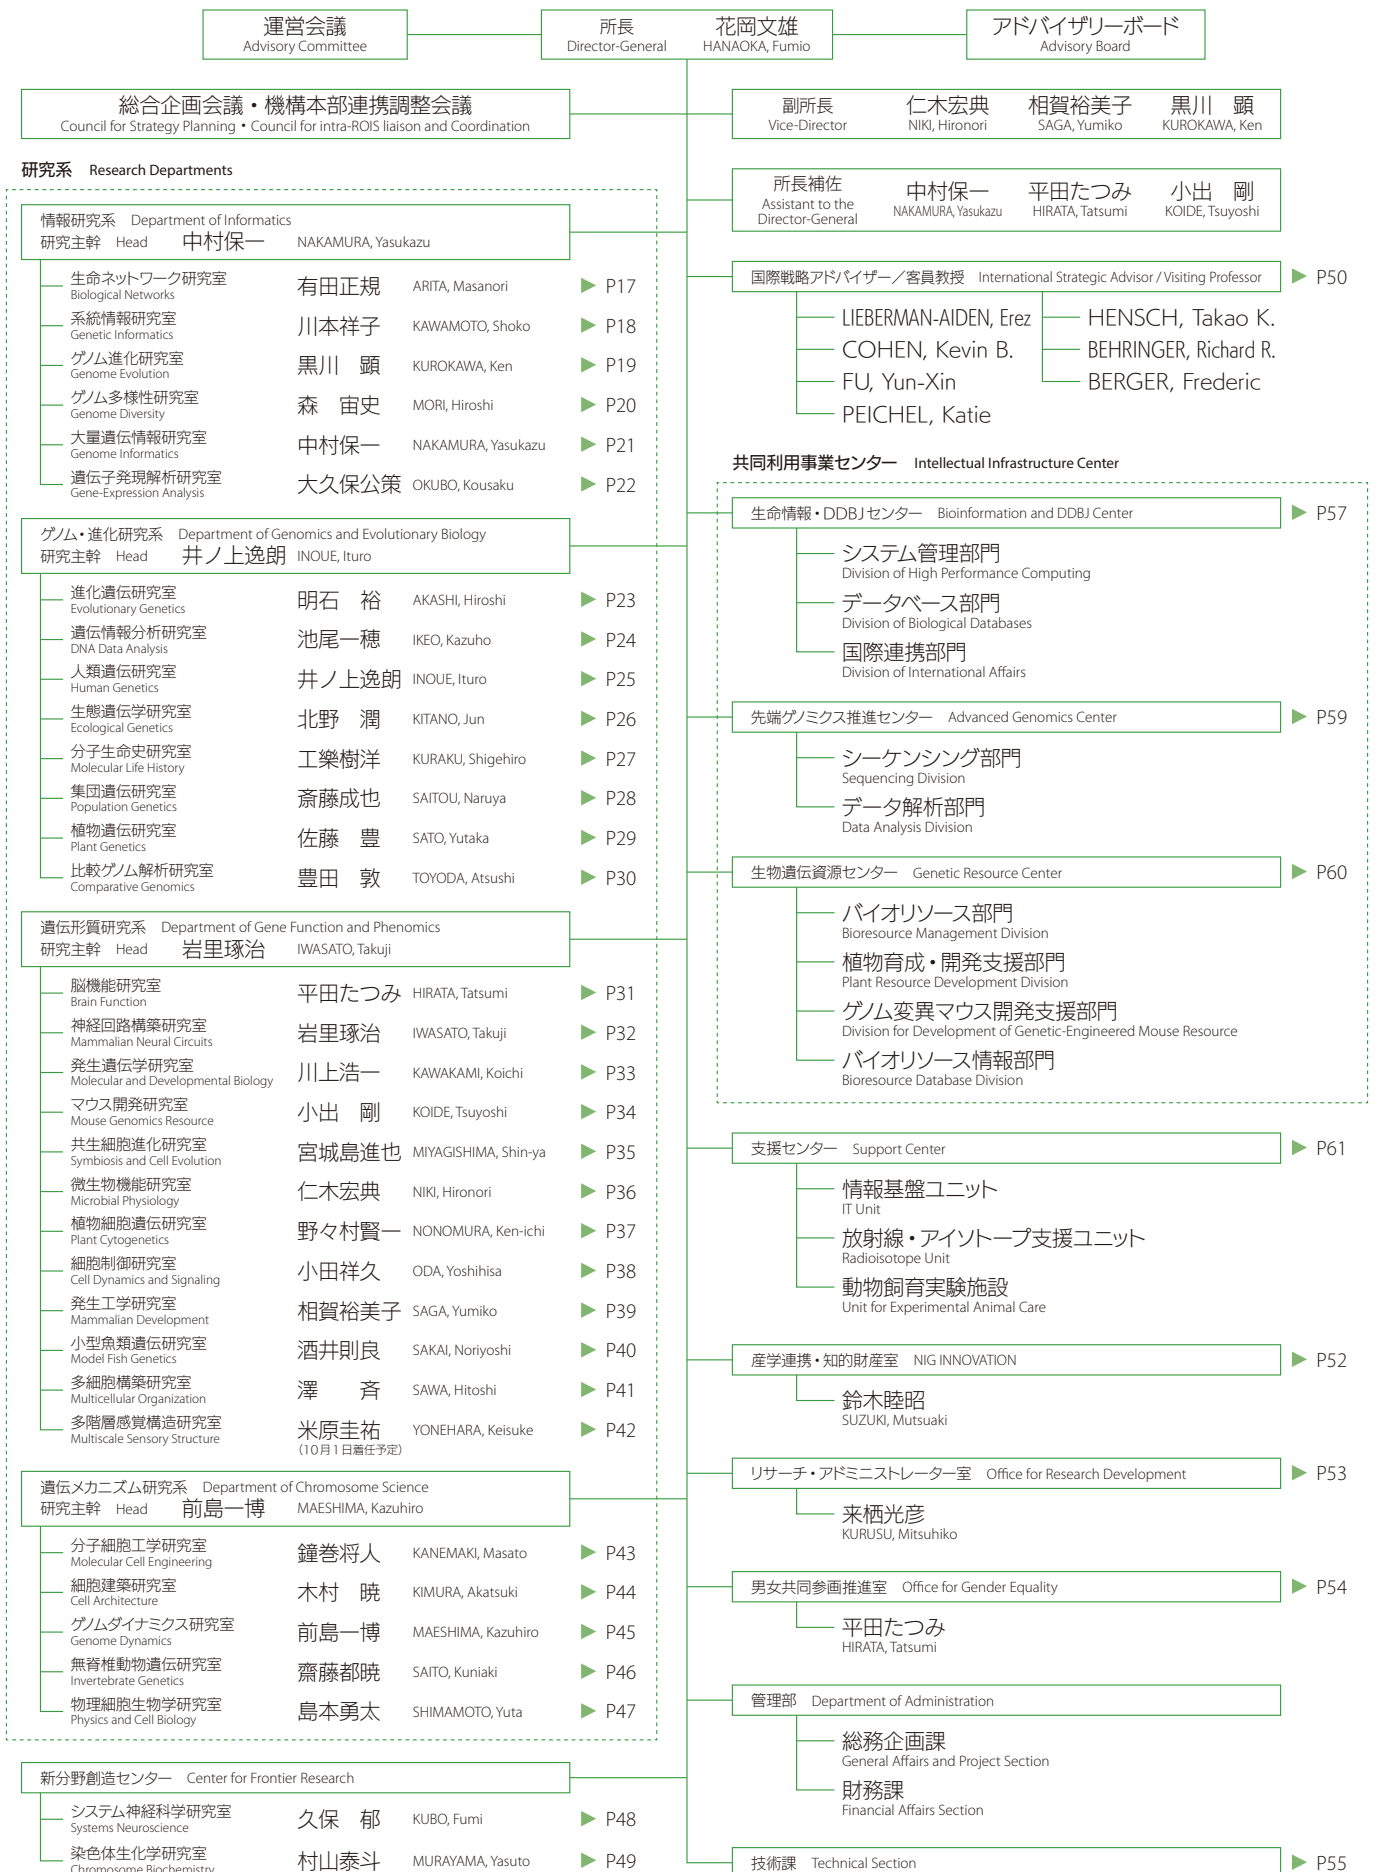 運営会議
Advisory Committee
所長 花岡文雄
Director-General HANAOKA, Fumio
アドバイザリーボード
Advisory Board
総合企画会議・機構本部連携調整会議
Council for Strategy Planning • Council for intra-ROIS liaison and Coordination
副所長 仁木宏典 相賀裕美子 黒川 顕
Vice-Director NIKI, Hironori SAGA, Yumiko KUROKAWA, Ken
所長補佐 中村保一 平田たつみ 小出 剛
Assistant to the Director-General NAKAMURA, Yasukazu HIRATA, Tatsumi KOIDE, Tsuyoshi
研究系 Research Departments
情報研究系 Department of Informatics
研究主幹 Head 中村保一 NAKAMURA, Yasukazu
生命ネットワーク研究室 有田正規 ARITA, Masanori ▶ P17
Biological Networks
系統情報研究室 川本祥子 KAWAMOTO, Shoko ▶ P18
Genetic Informatics
ゲノム進化研究室 黒川 顕 KUROKAWA, Ken ▶ P19
Genome Evolution
ゲノム多様性研究室 森 宙史 MORI, Hiroshi ▶ P20
Genome Diversity
大量遺伝情報研究室 中村保一 NAKAMURA, Yasukazu ▶ P21
Genome Informatics
遺伝子発現解析研究室 大久保公策 OKUBO, Kousaku ▶ P22
Gene-Expression Analysis
ゲノム・進化研究系 Department of Genomics and Evolutionary Biology
研究主幹 Head 井ノ上逸朗 INOUE, Ituro
進化遺伝研究室 明石 裕 AKASHI, Hiroshi ▶ P23
Evolutionary Genetics
遺伝情報分析研究室 池尾一穂 IKEO, Kazuho ▶ P24
DNA Data Analysis
人類遺伝研究室 井ノ上逸朗 INOUE, Ituro ▶ P25
Human Genetics
生態遺伝学研究室 北野 潤 KITANO, Jun ▶ P26
Ecological Genetics
分子生命史研究室 工樂樹洋 KURAKU, Shigehiro ▶ P27
Molecular Life History
集団遺伝研究室 斎藤成也 SAITOU, Naruya ▶ P28
Population Genetics
植物遺伝研究室 佐藤 豊 SATO, Yutaka ▶ P29
Plant Genetics
比較ゲノム解析研究室 豊田 敦 TOYODA, Atsushi ▶ P30
Comparative Genomics
遺伝形質研究系 Department of Gene Function and Phenomics
研究主幹 Head 岩里琢治 IWASATO, Takuji
脳機能研究室 平田たつみ HIRATA, Tatsumi ▶ P31
Brain Function
神経回路構築研究室 岩里琢治 IWASATO, Takuji ▶ P32
Mammalian Neural Circuits
発生遺伝学研究室 川上浩一 KAWAKAMI, Koichi ▶ P33
Molecular and Developmental Biology
マウス開発研究室 小出 剛 KOIDE, Tsuyoshi ▶ P34
Mouse Genomics Resource
共生細胞進化研究室 宮城島進也 MIYAGISHIMA, Shin-ya ▶ P35
Symbiosis and Cell Evolution
微生物機能研究室 仁木宏典 NIKI, Hironori ▶ P36
Microbial Physiology
植物細胞遺伝研究室 野々村賢一 NONOMURA, Ken-ichi ▶ P37
Plant Cytogenetics
細胞制御研究室 小田祥久 ODA, Yoshihisa ▶ P38
Cell Dynamics and Signaling
発生工学研究室 相賀裕美子 SAGA, Yumiko ▶ P39
Mammalian Development
小型魚類遺伝研究室 酒井則良 SAKAI, Noriyoshi ▶ P40
Model Fish Genetics
多細胞構築研究室 澤 斉 SAWA, Hitoshi ▶ P41
Multicellular Organization
多階層感覚構造研究室 米原圭祐 YONEHARA, Keisuke ▶ P42
Multiscale Sensory Structure (10月1日着任予定)
遺伝メカニズム研究系 Department of Chromosome Science
研究主幹 Head 前島一博 MAESHIMA, Kazuhiro
分子細胞工学研究室 鐘巻将人 KANEMAKI, Masato ▶ P43
Molecular Cell Engineering
細胞建築研究室 木村 暁 KIMURA, Akatsuki ▶ P44
Cell Architecture
ゲノムダイナミクス研究室 前島一博 MAESHIMA, Kazuhiro ▶ P45
Genome Dynamics
無脊椎動物遺伝研究室 齋藤都暁 SAITO, Kuniaki ▶ P46
Invertebrate Genetics
物理細胞生物学研究室 島本勇太 SHIMAMOTO, Yuta ▶ P47
Physics and Cell Biology
新分野創造センター Center for Frontier Research
システム神経科学研究室 久保 郁 KUBO, Fumi ▶ P48
Systems Neuroscience
染色体生化学研究室 村山泰斗 MURAYAMA, Yasuto ▶ P49
Chromosome Biochemistry
国際戦略アドバイザー／客員教授 International Strategic Advisor / Visiting Professor ▶ P50
LIEBERMAN-AIDEN, Erez HENSCH, Takao K.
COHEN, Kevin B. BEHRINGER, Richard R.
FU, Yun-Xin BERGER, Frederic
PEICHEL, Katie
共同利用事業センター Intellectual Infrastructure Center
生命情報・DDBJセンター Bioinformation and DDBJ Center ▶ P57
システム管理部門
Division of High Performance Computing
データベース部門
Division of Biological Databases
国際連携部門
Division of International Affairs
先端ゲノミクス推進センター Advanced Genomics Center ▶ P59
シーケンシング部門
Sequencing Division
データ解析部門
Data Analysis Division
生物遺伝資源センター Genetic Resource Center ▶ P60
バイオリソース部門
Bioresource Management Division
植物育成・開発支援部門
Plant Resource Development Division
ゲノム変異マウス開発支援部門
Division for Development of Genetic-Engineered Mouse Resource
バイオリソース情報部門
Bioresource Database Division
支援センター Support Center ▶ P61
情報基盤ユニット
IT Unit
放射線・アイソトープ支援ユニット
Radioisotope Unit
動物飼育実験施設
Unit for Experimental Animal Care
産学連携・知的財産室 NIG INNOVATION ▶ P52
鈴木睦昭
SUZUKI, Mutsuaki
リサーチ・アドミニストレーター室 Office for Research Development ▶ P53
来栖光彦
KURUSU, Mitsuhiko
男女共同参画推進室 Office for Gender Equality ▶ P54
平田たつみ
HIRATA, Tatsumi
管理部 Department of Administration
総務企画課
General Affairs and Project Section
財務課
Financial Affairs Section
技術課 Technical Section ▶ P55